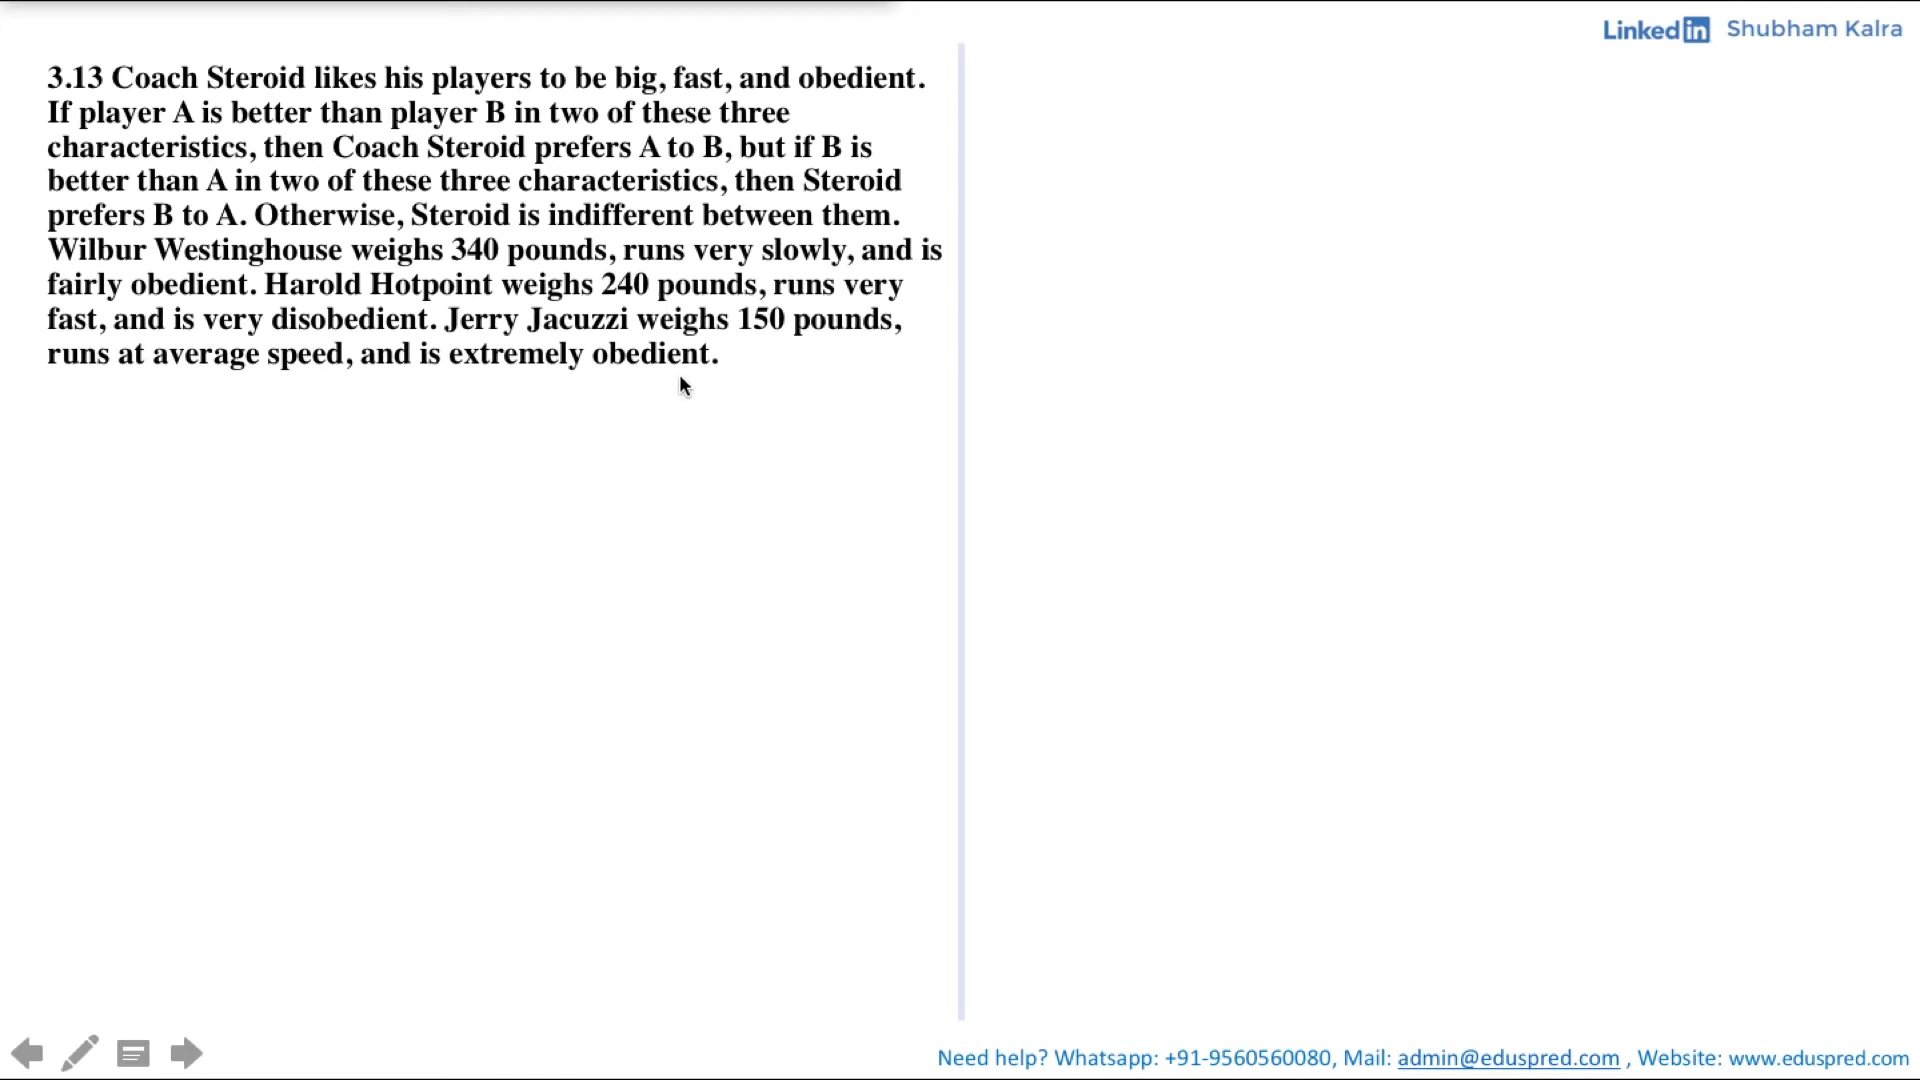 Linked in Shubham Kalra
3.13 Coach Steroid likes his players to be big, fast, and obedient.
If player A is better than player B in two of these three
characteristics, then Coach Steroid prefers A to B, but if B is
better than A in two of these three characteristics, then Steroid
prefers B to A. Otherwise, Steroid is indifferent between them.
Wilbur Westinghouse weighs 340 pounds, runs very slowly, and is
fairly obedient. Harold Hotpoint weighs 240 pounds, runs very
fast, and is very disobedient. Jerry Jacuzzi weighs 150 pounds,
runs at average speed, and is extremely obedient.
Need help? Whatsapp: +91-9560560080, Mail: admin@eduspred.com , Website: www.eduspred.com